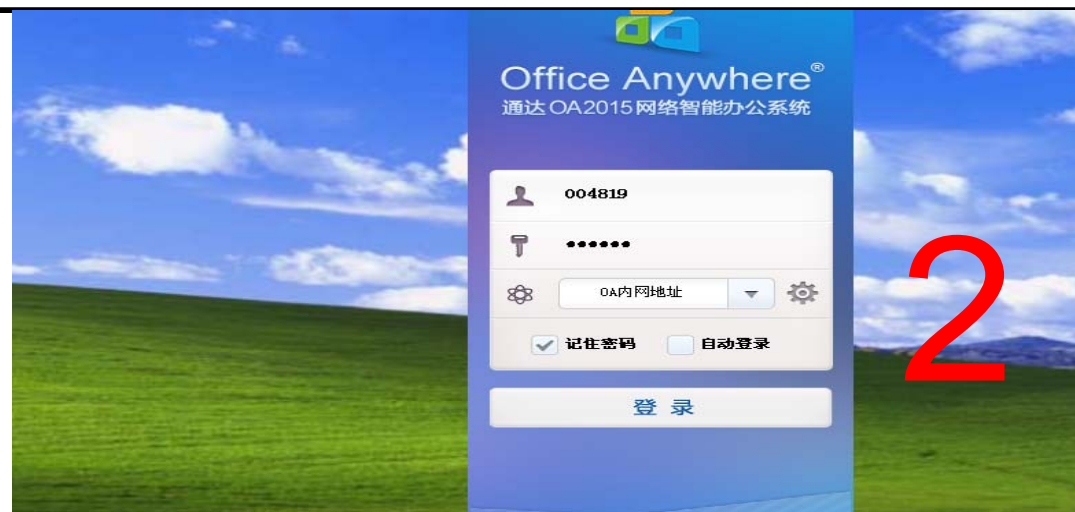 Office Anywhere®
通达OA2015网络智能办公系统
004819
••••••
OA内网地址
记住密码 自动登录
登 录
2